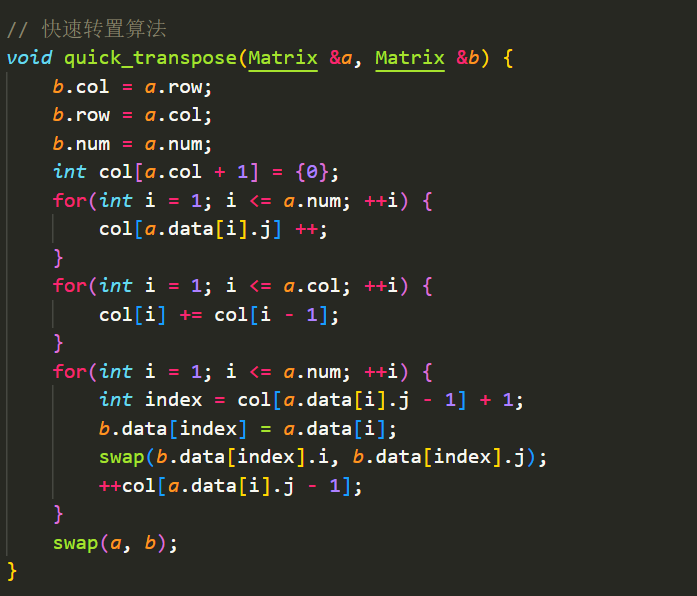 // 快速转置算法
void quick_transpose(Matrix &a, Matrix &b) {
    b.col = a.row;
    b.row = a.col;
    b.num = a.num;
    int col[a.col + 1] = {0};
    for(int i = 1; i <= a.num; ++i) {
        col[a.data[i].j] ++;
    }
    for(int i = 1; i <= a.col; ++i) {
        col[i] += col[i - 1];
    }
    for(int i = 1; i <= a.num; ++i) {
        int index = col[a.data[i].j - 1] + 1;
        b.data[index] = a.data[i];
        swap(b.data[index].i, b.data[index].j);
        ++col[a.data[i].j - 1];
    }
    swap(a, b);
}